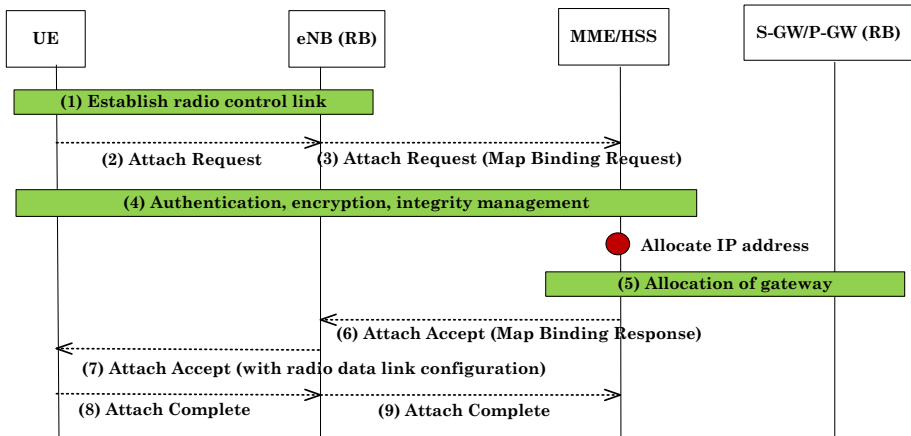 UE
eNB (RB)
MME/HSS
S-GW/P-GW (RB)
(1) Establish radio control link
(2) Attach Request
(3) Attach Request (Map Binding Request)
(4) Authentication, encryption, integrity management
Allocate IP address
(5) Allocation of gateway
(6) Attach Accept (Map Binding Response)
(7) Attach Accept (with radio data link configuration)
(8) Attach Complete
(9) Attach Complete